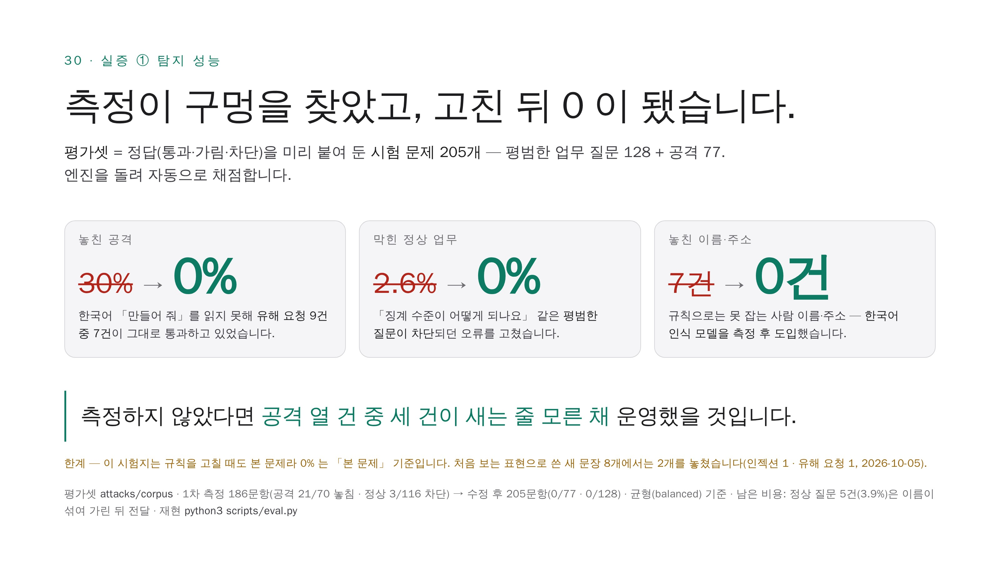 30 · 실증 ① 탐지 성능
측정이 구멍을 찾았고, 고친 뒤 0 이 됐습니다.
평가셋 = 정답(통과·가림·차단)을 미리 붙여 둔 시험 문제 205개 — 평범한 업무 질문 128 + 공격 77.
엔진을 돌려 자동으로 채점합니다.
놓친 공격
30% → 0%
한국어 「만들어 줘」를 읽지 못해 유해 요청 9건
중 7건이 그대로 통과하고 있었습니다.
막힌 정상 업무
2.6% → 0%
「징계 수준이 어떻게 되나요」 같은 평범한
질문이 차단되던 오류를 고쳤습니다.
놓친 이름·주소
7건 → 0건
규칙으로는 못 잡는 사람 이름·주소 — 한국어
인식 모델을 측정 후 도입했습니다.
측정하지 않았다면 공격 열 건 중 세 건이 새는 줄 모른 채 운영했을 것입니다.
한계 — 이 시험지는 규칙을 고칠 때도 본 문제라 0% 는 「본 문제」 기준입니다. 처음 보는 표현으로 쓴 새 문장 8개에서는 2개를 놓쳤습니다(인젝션 1 · 유해 요청 1, 2026-10-05).
평가셋 attacks/corpus · 1차 측정 186문항(공격 21/70 놓침 · 정상 3/116 차단) → 수정 후 205문항(0/77 · 0/128) · 균형(balanced) 기준 · 남은 비용: 정상 질문 5건(3.9%)은 이름이
섞여 가린 뒤 전달 · 재현 python3 scripts/eval.py